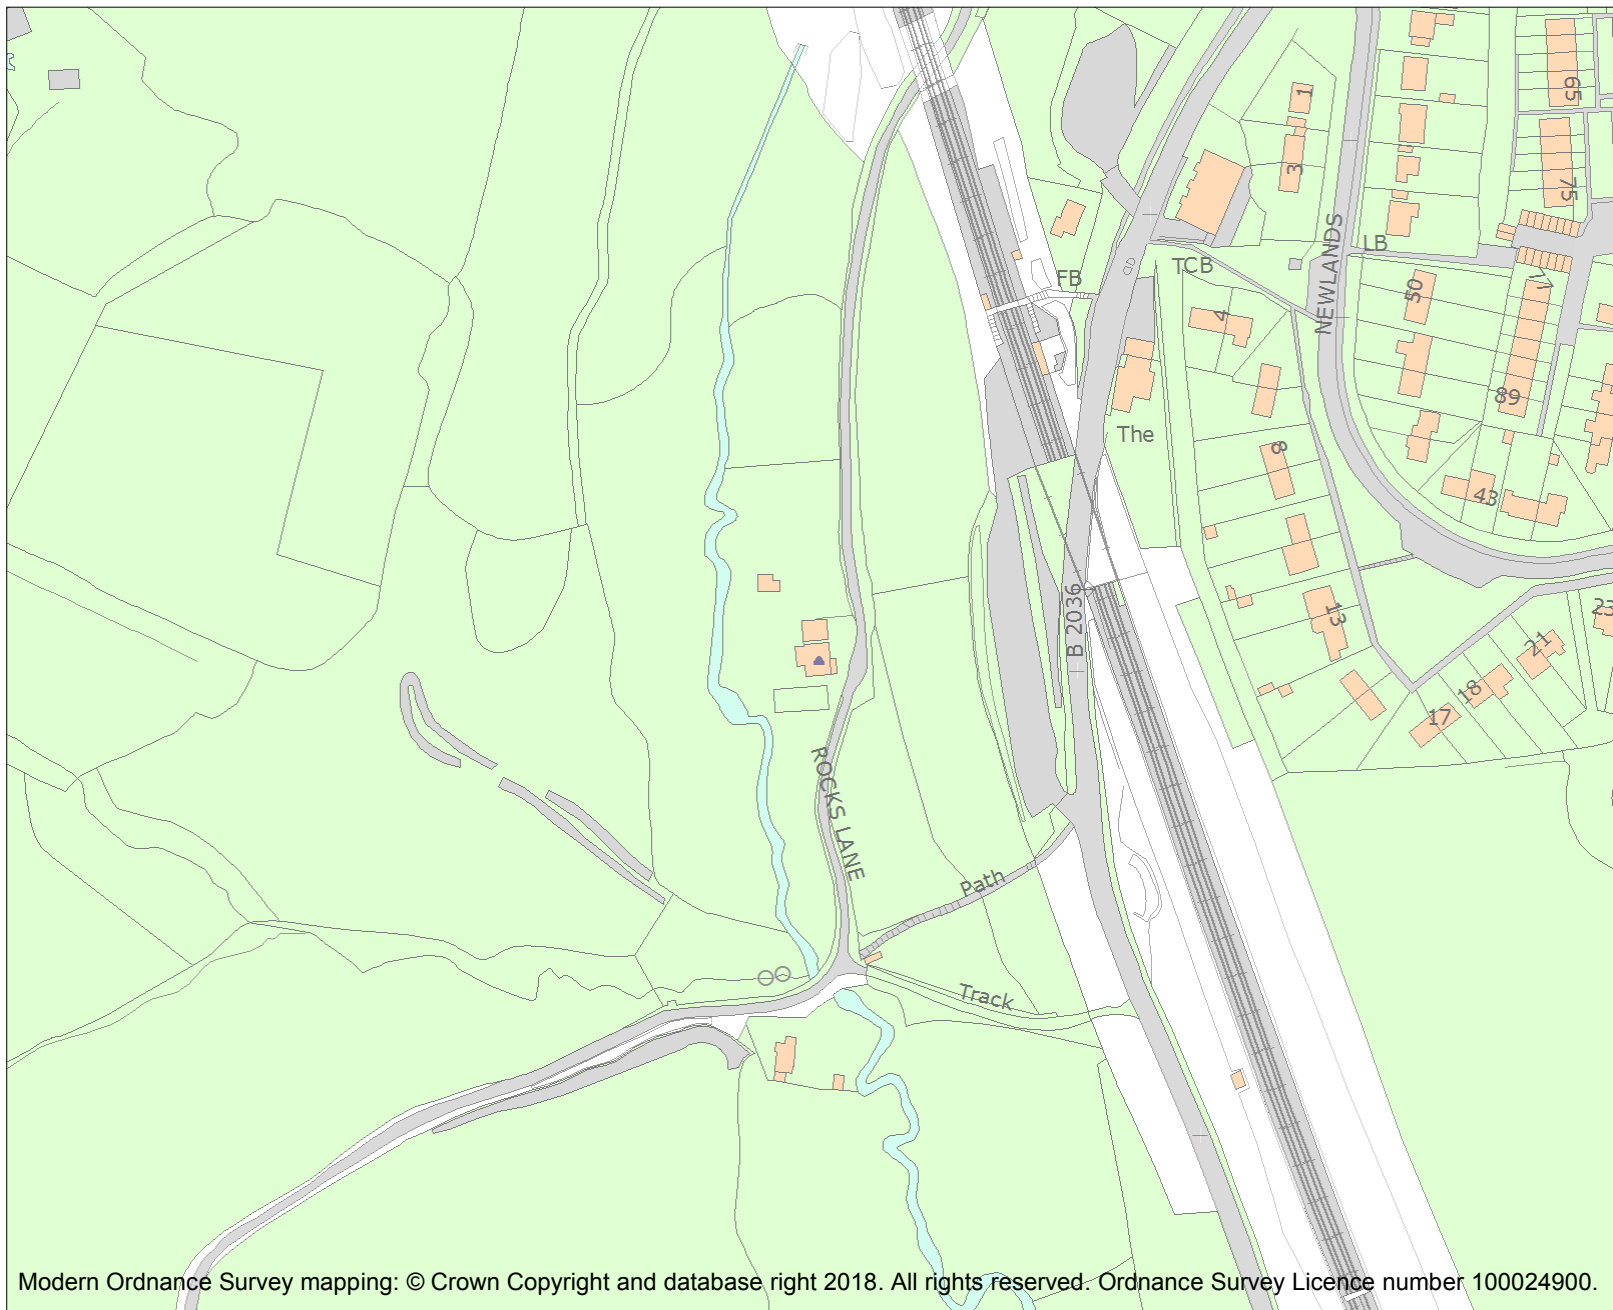 1
65
3
75
NEWLANDS
LB
TCB
FB
50
77
4
89
The
8
43
B 2036
13
23
21
18
17
ROCKS LANE
Path
Track
Modern Ordnance Survey mapping: © Crown Copyright and database right 2018. All rights reserved. Ordnance Survey Licence number 100024900.